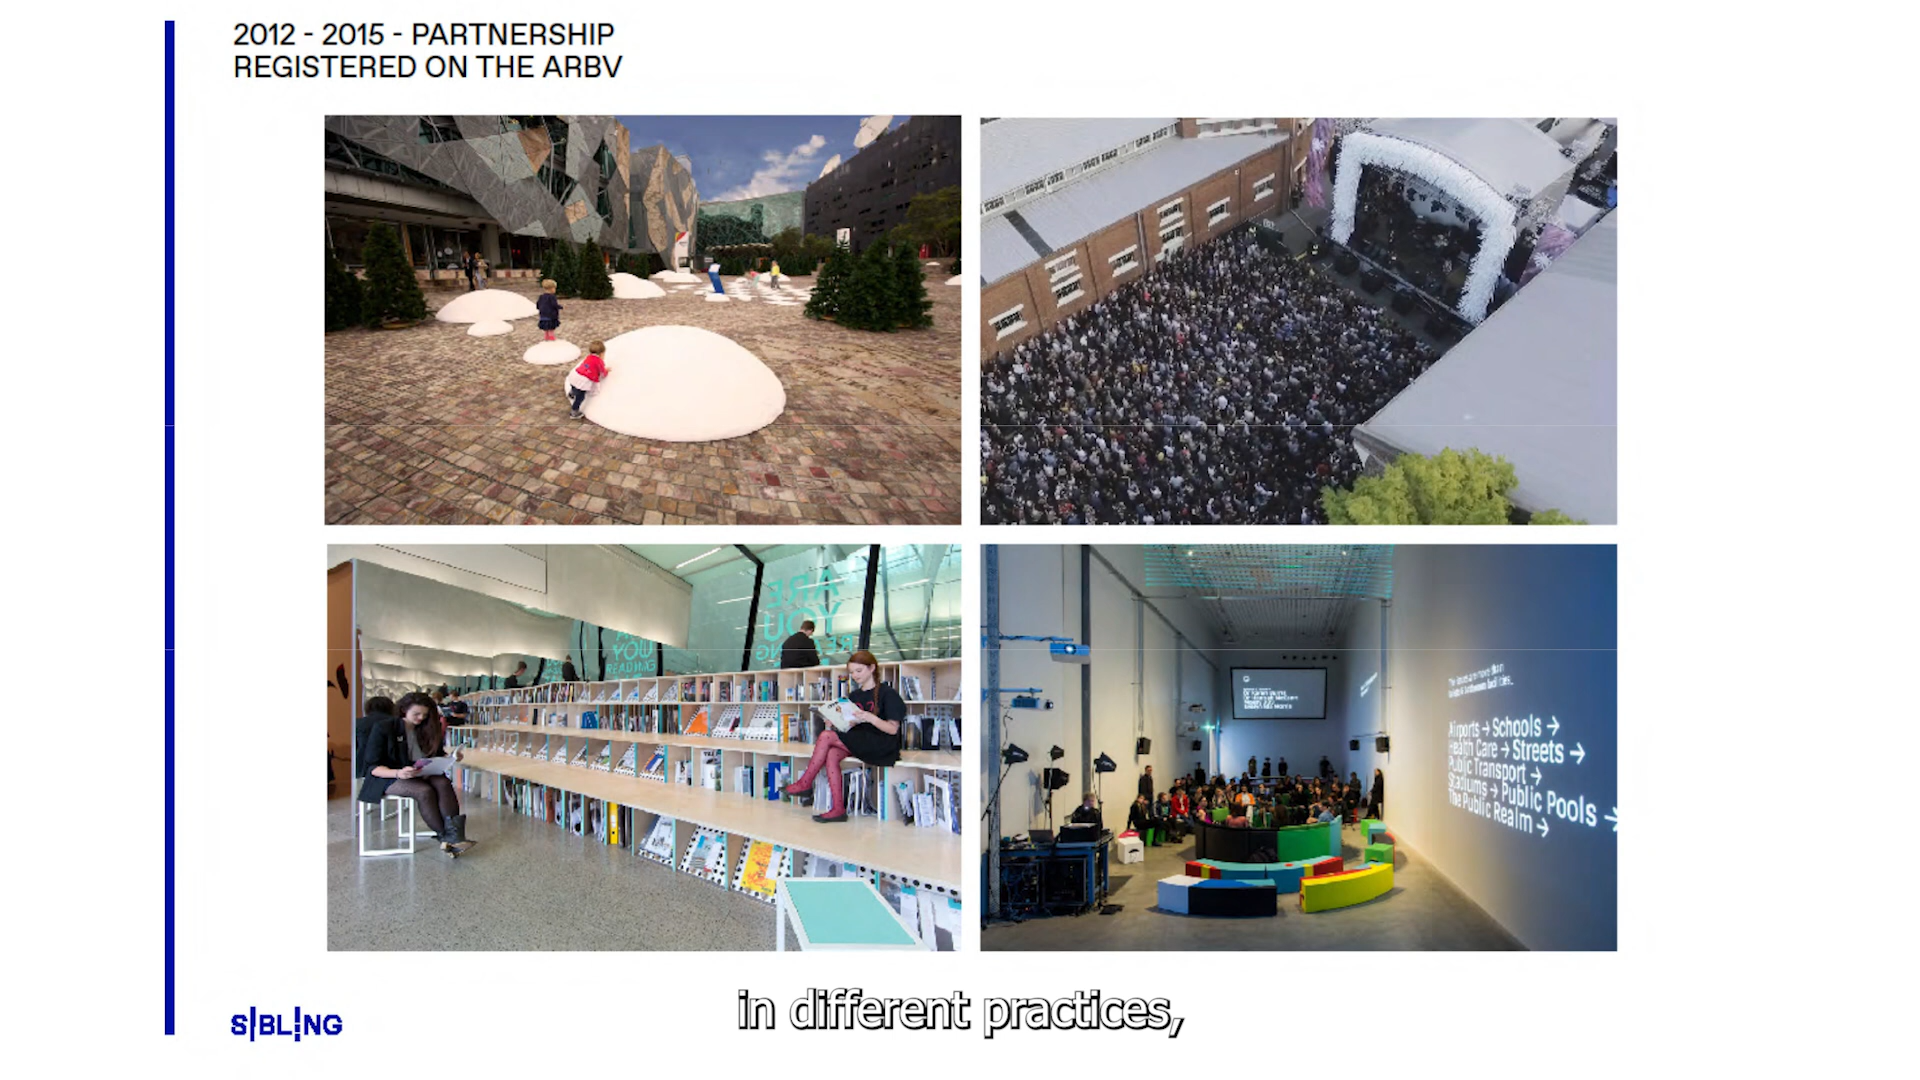 2012 - 2015 - PARTNERSHIP
REGISTERED ON THE ARBV
ARE
YOU
Airports → Schools →
Health Care → Streets →
Public Transport →
Stadiums → Public Pools →
The Public Realm →
S!BL!NG
in different practices,